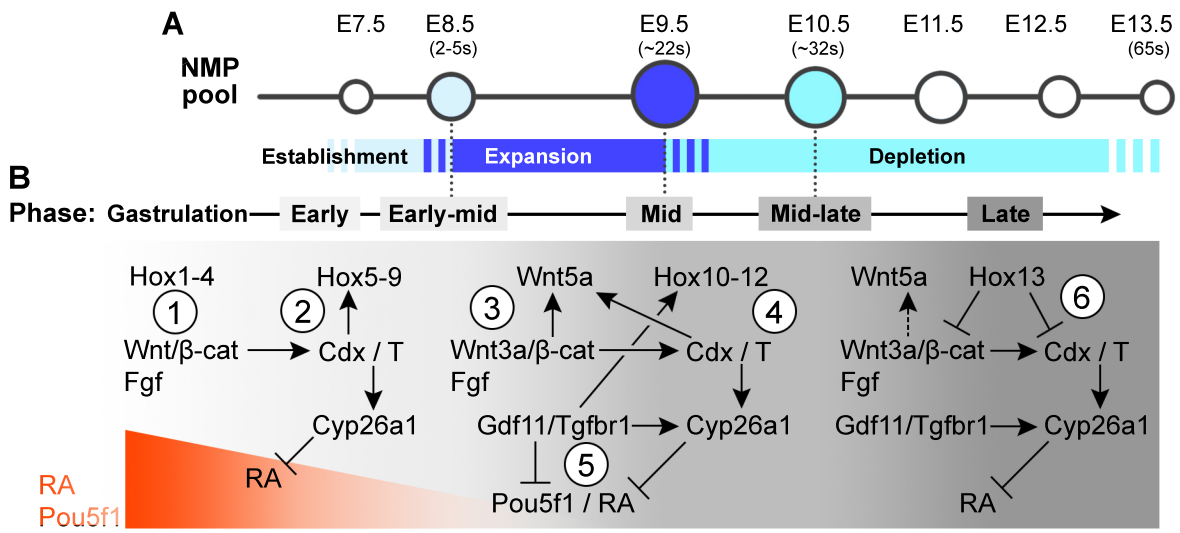 A
E7.5 E8.5 E9.5 E10.5 E11.5 E12.5 E13.5
(2-5s) (~22s) (~32s) (65s)
NMP
pool
Establishment Expansion Depletion
B
Phase: Gastrulation Early Early-mid Mid Mid-late Late
Hox1-4 Hox5-9 Wnt5a Hox10-12 Wnt5a Hox13
1 2 3 4 6
Wnt/β-cat Cdx / T Wnt3a/β-cat Cdx / T Wnt3a/β-cat Cdx / T
Fgf Fgf Fgf
Cyp26a1 Gdf11/Tgfbr1 Cyp26a1 Gdf11/Tgfbr1 Cyp26a1
5
RA
RA Pou5f1 / RA RA
Pou5f1